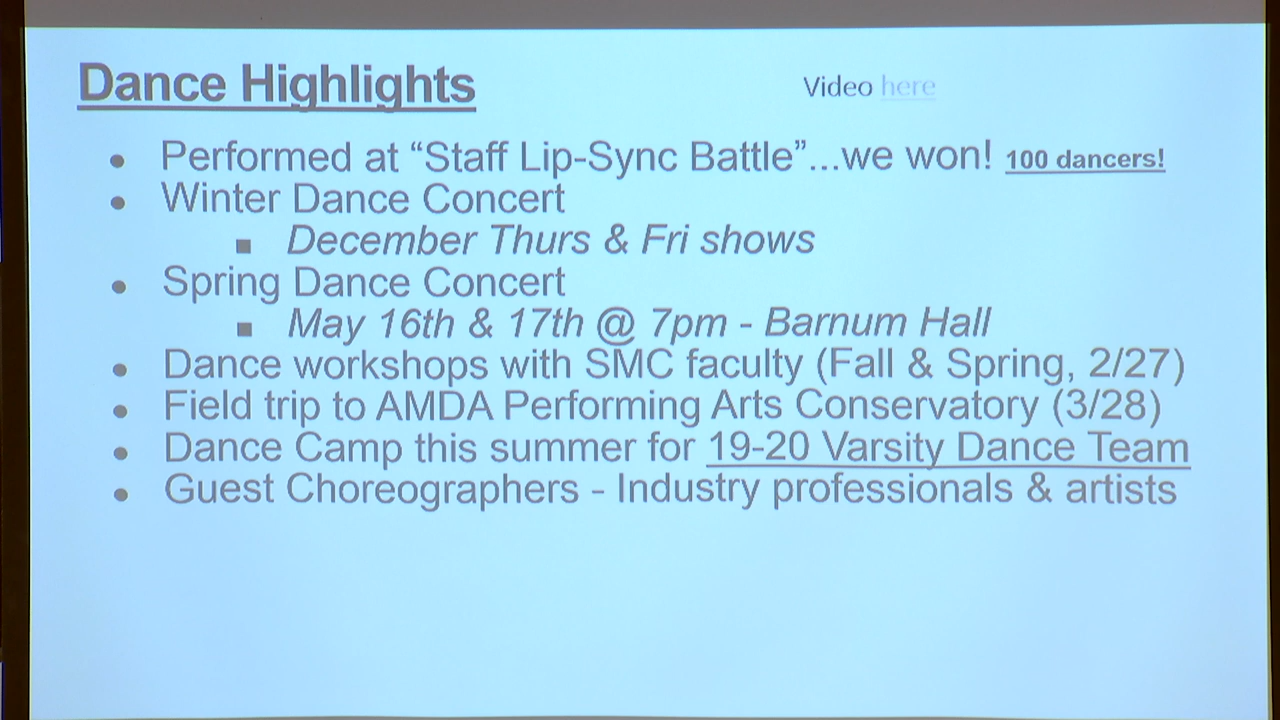 Dance Highlights
Video here
● Performed at “Staff Lip-Sync Battle”...we won! 100 dancers!
● Winter Dance Concert
■ December Thurs & Fri shows
● Spring Dance Concert
■ May 16th & 17th @ 7pm - Barnum Hall
● Dance workshops with SMC faculty (Fall & Spring, 2/27)
● Field trip to AMDA Performing Arts Conservatory (3/28)
● Dance Camp this summer for 19-20 Varsity Dance Team
● Guest Choreographers - Industry professionals & artists